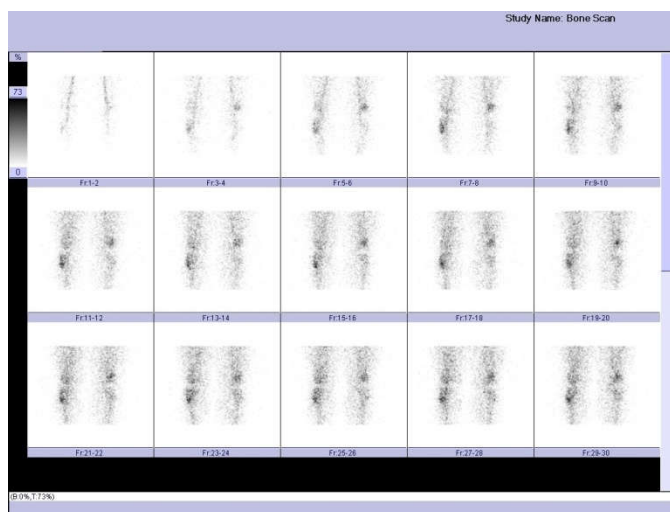 Study Name: Bone Scan
%
73
0
Fr:1-2
Fr:3-4
Fr:5-6
Fr:7-8
Fr:9-10
Fr:11-12
Fr:13-14
Fr:15-16
Fr:17-18
Fr:19-20
Fr:21-22
Fr:23-24
Fr:25-26
Fr:27-28
Fr:29-30
(B:0%,T:73%)